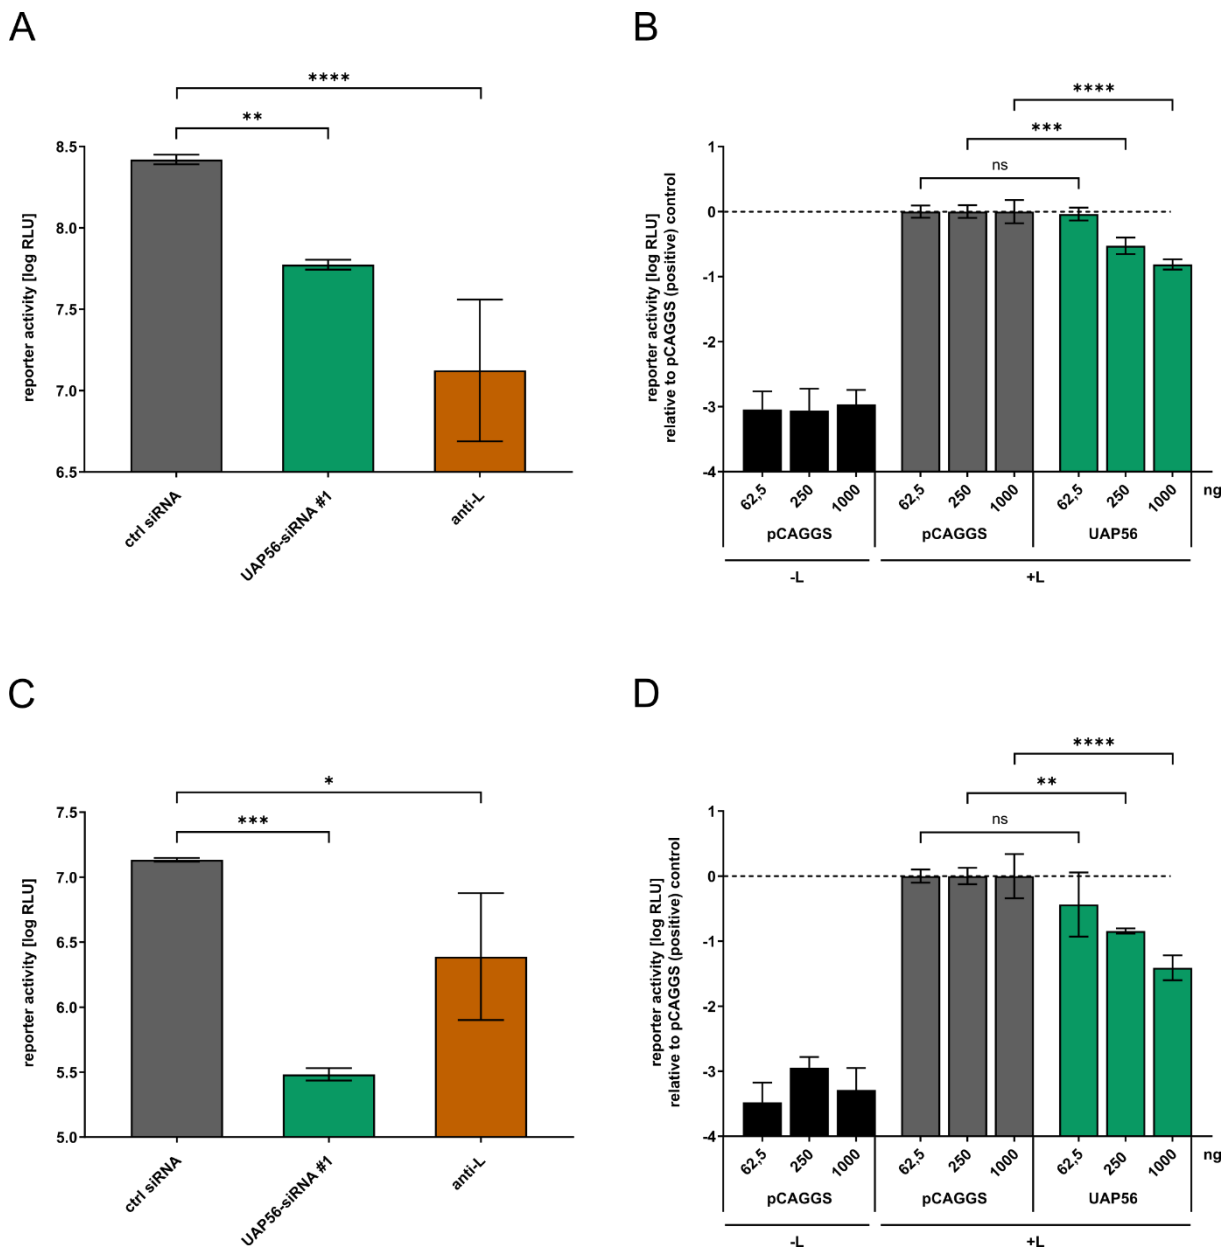 A
****
**
reporter activity [log RLU]
8.5
8.0
7.5
7.0
6.5
ctrl siRNA
UAP56-siRNA #1
anti-L
B
****
***
ns
reporter activity [log RLU]
relative to pCAGGS (positive) control
1
0
-1
-2
-3
-4
62,5 250 1000 62,5 250 1000 62,5 250 1000 ng
pCAGGS pCAGGS UAP56
-L +L
C
*
***
reporter activity [log RLU]
7.5
7.0
6.5
6.0
5.5
5.0
ctrl siRNA
UAP56-siRNA #1
anti-L
D
****
**
ns
reporter activity [log RLU]
relative to pCAGGS (positive) control
1
0
-1
-2
-3
-4
62,5 250 1000 62,5 250 1000 62,5 250 1000 ng
pCAGGS pCAGGS UAP56
-L +L